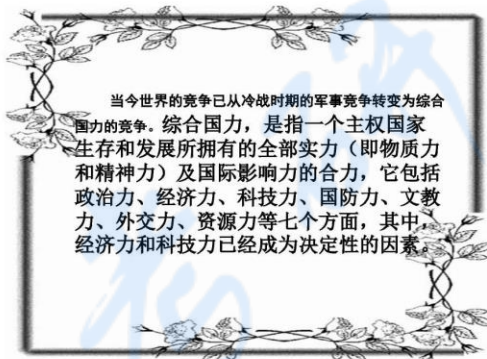 当今世界的竞争已从冷战时期的军事竞争转变为综合
国力的竞争。综合国力，是指一个主权国家
生存和发展所拥有的全部实力（即物质力
和精神力）及国际影响力的合力，它包括
政治力、经济力、科技力、国防力、文教
力、外交力、资源力等七个方面，其中，
经济力和科技力已经成为决定性的因素。